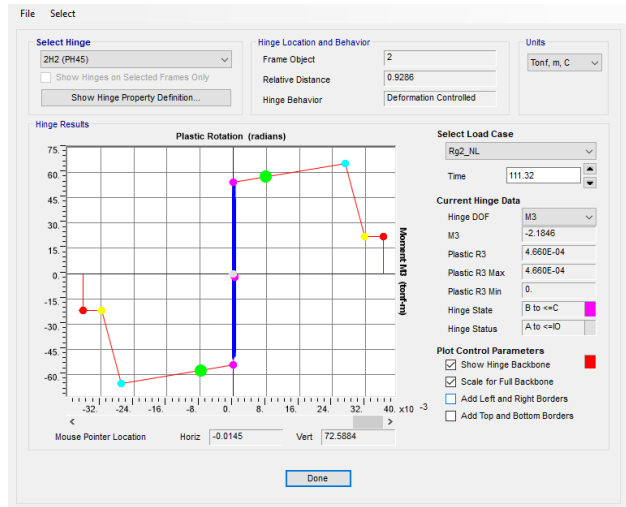 File Select
Select Hinge
2H2 (PH45)
Show Hinges on Selected Frames Only
Show Hinge Property Definition...
Hinge Location and Behavior
Frame Object 2
Relative Distance 0.9286
Hinge Behavior Deformation Controlled
Units
Tonf, m, C
Hinge Results
Plastic Rotation (radians)
75.
60.
45.
30.
15.
0.
-15.
-30.
-45.
-60.
Moment M3 (tonf-m)
-32. -24. -16. -8. 0. 8. 16. 24. 32. 40. x10 -3
Mouse Pointer Location Horiz -0.0145 Vert 72.5884
Select Load Case
Rg2_NL
Time 111.32
Current Hinge Data
Hinge DOF M3
M3 -2.1846
Plastic R3 4.660E-04
Plastic R3 Max 4.660E-04
Plastic R3 Min 0.
Hinge State B to <=C
Hinge Status A to <=IO
Plot Control Parameters
Show Hinge Backbone
Scale for Full Backbone
Add Left and Right Borders
Add Top and Bottom Borders
Done